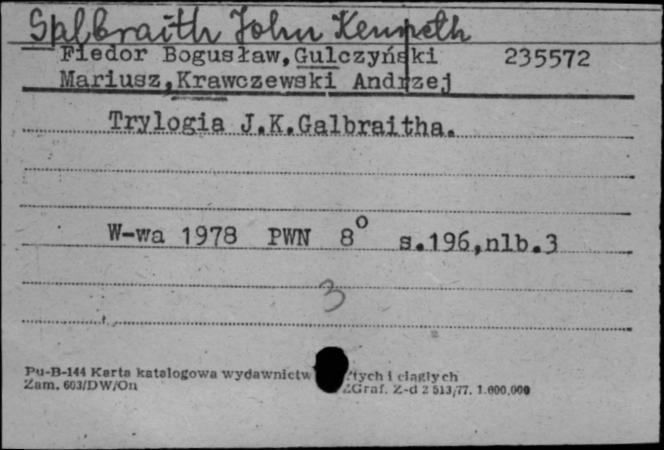 Galbraith John Kenneth
Fiedor Bogusław, Gulczyński 235572
Mariusz, Krawczewski Andrzej
Trylogia J.K.Galbraitha.
W-wa 1978 PWN 8° s.196,nlb.3
3
Pu-B-144 Karta katalogowa wydawnictw tych i ciągłych
Zam. 603/DW/On ZGraf. Z-d 2 513/77. 1.000,000